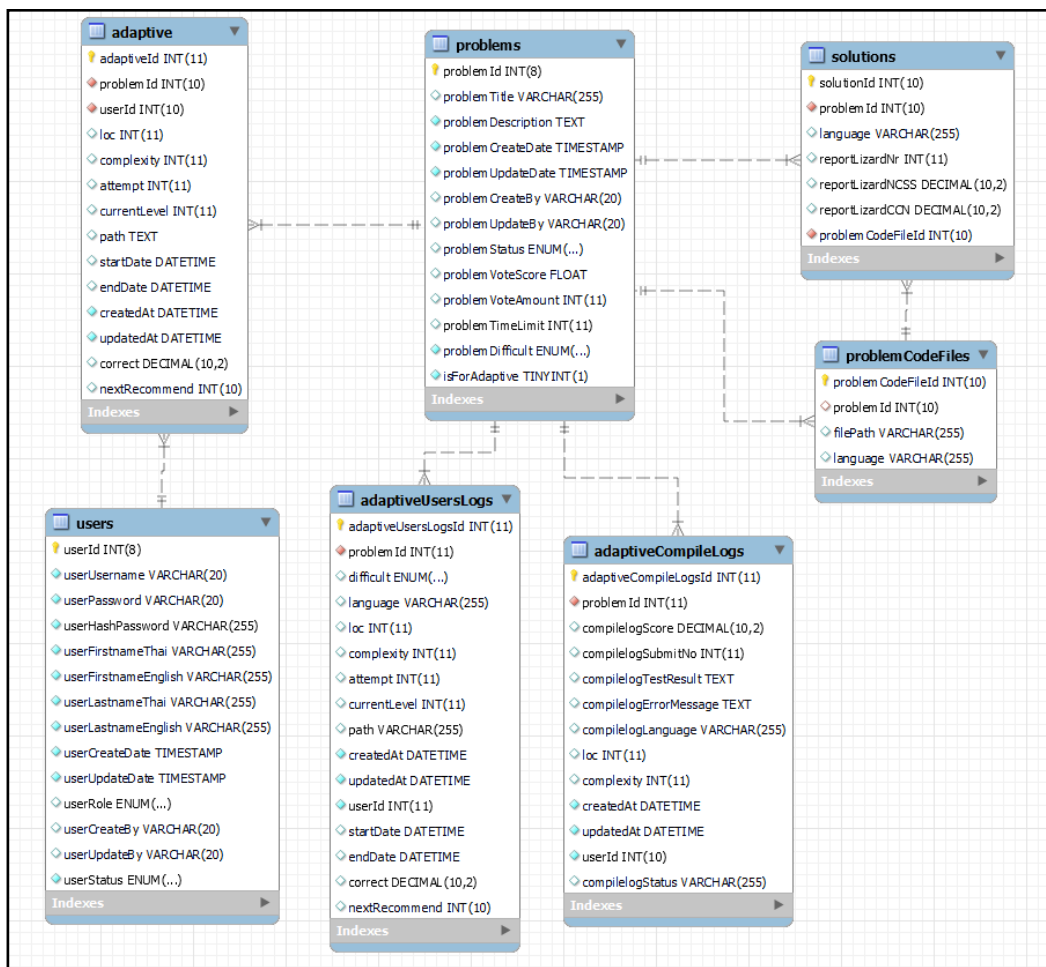 adaptive
adaptiveId INT(11)
problemId INT(10)
userId INT(10)
loc INT(11)
complexity INT(11)
attempt INT(11)
currentLevel INT(11)
path TEXT
startDate DATETIME
endDate DATETIME
createdAt DATETIME
updatedAt DATETIME
correct DECIMAL(10,2)
nextRecommend INT(10)
Indexes
problems
problemId INT(8)
problemTitle VARCHAR(255)
problemDescription TEXT
problemCreateDate TIMESTAMP
problemUpdateDate TIMESTAMP
problemCreateBy VARCHAR(20)
problemUpdateBy VARCHAR(20)
problemStatus ENUM(...)
problemVoteScore FLOAT
problemVoteAmount INT(11)
problemTimeLimit INT(11)
problemDifficult ENUM(...)
isForAdaptive TINYINT(1)
Indexes
solutions
solutionId INT(10)
problemId INT(10)
language VARCHAR(255)
reportLizardNr INT(11)
reportLizardNCSS DECIMAL(10,2)
reportLizardCCN DECIMAL(10,2)
problemCodeFileId INT(10)
Indexes
problemCodeFiles
problemCodeFileId INT(10)
problemId INT(10)
filePath VARCHAR(255)
language VARCHAR(255)
Indexes
users
userId INT(8)
userUsername VARCHAR(20)
userPassword VARCHAR(20)
userHashPassword VARCHAR(255)
userFirstnameThai VARCHAR(255)
userFirstnameEnglish VARCHAR(255)
userLastnameThai VARCHAR(255)
userLastnameEnglish VARCHAR(255)
userCreateDate TIMESTAMP
userUpdateDate TIMESTAMP
userRole ENUM(...)
userCreateBy VARCHAR(20)
userUpdateBy VARCHAR(20)
userStatus ENUM(...)
Indexes
adaptiveUsersLogs
adaptiveUsersLogsId INT(11)
problemId INT(11)
difficult ENUM(...)
language VARCHAR(255)
loc INT(11)
complexity INT(11)
attempt INT(11)
currentLevel INT(11)
path VARCHAR(255)
createdAt DATETIME
updatedAt DATETIME
userId INT(11)
startDate DATETIME
endDate DATETIME
correct DECIMAL(10,2)
nextRecommend INT(10)
Indexes
adaptiveCompileLogs
adaptiveCompileLogsId INT(11)
problemId INT(11)
compilelogScore DECIMAL(10,2)
compilelogSubmitNo INT(11)
compilelogTestResult TEXT
compilelogErrorMessage TEXT
compilelogLanguage VARCHAR(255)
loc INT(11)
complexity INT(11)
createdAt DATETIME
updatedAt DATETIME
userId INT(10)
compilelogStatus VARCHAR(255)
Indexes